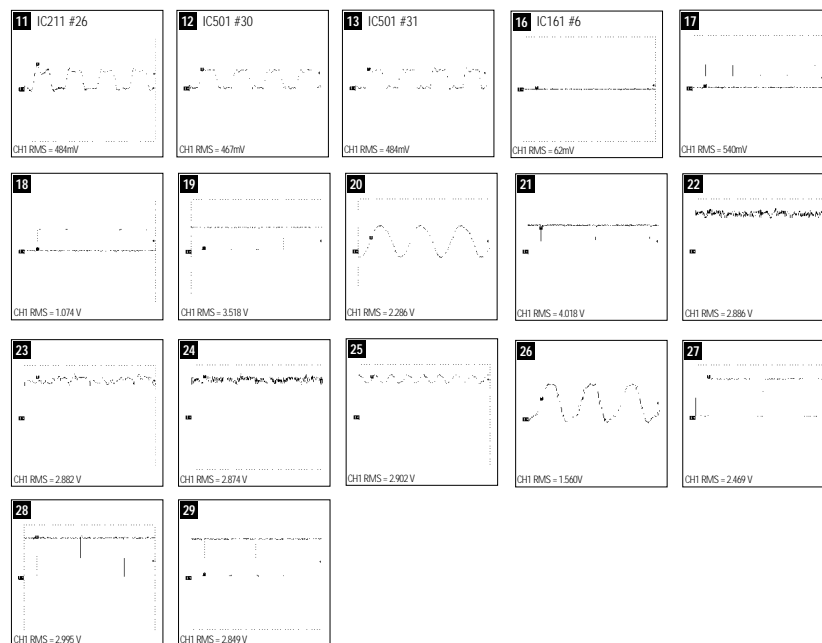 11 IC211 #26
12 IC501 #30
13 IC501 #31
16 IC161 #6
17
CH1 RMS = 484mV
CH1 RMS = 467mV
CH1 RMS = 484mV
CH1 RMS = 62mV
CH1 RMS = 540mV
18
19
20
21
22
CH1 RMS = 1.074 V
CH1 RMS = 3.518 V
CH1 RMS = 2.286 V
CH1 RMS = 4.018 V
CH1 RMS = 2.886 V
23
24
25
26
27
CH1 RMS = 2.882 V
CH1 RMS = 2.874 V
CH1 RMS = 2.902 V
CH1 RMS = 1.560V
CH1 RMS = 2.469 V
28
29
CH1 RMS = 2.995 V
CH1 RMS = 2.849 V